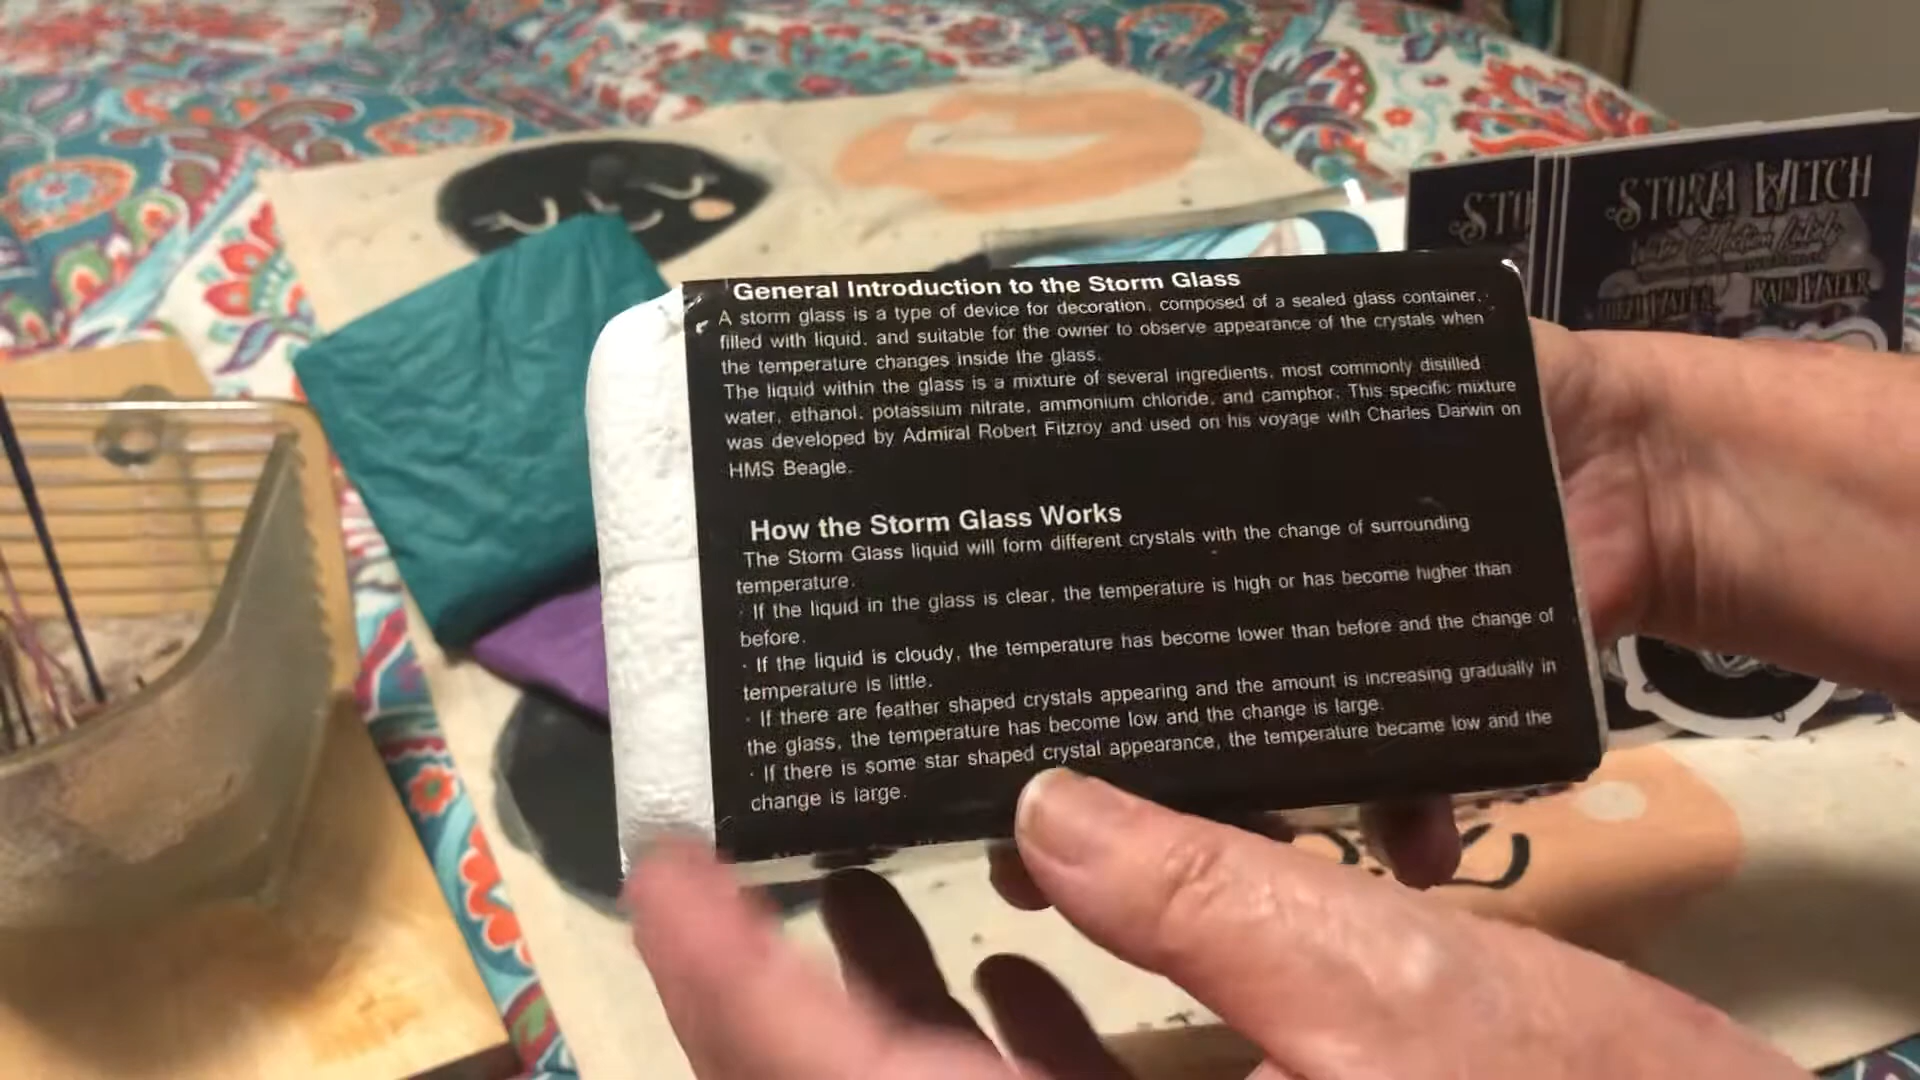 General Introduction to the Storm Glass
A storm glass is a type of device for decoration, composed of a sealed glass container,
filled with liquid, and suitable for the owner to observe appearance of the crystals when
the temperature changes inside the glass.
The liquid within the glass is a mixture of several ingredients, most commonly distilled
water, ethanol, potassium nitrate, ammonium chloride, and camphor. This specific mixture
was developed by Admiral Robert Fitzroy and used on his voyage with Charles Darwin on
HMS Beagle.
How the Storm Glass Works
The Storm Glass liquid will form different crystals with the change of surrounding
temperature.
· If the liquid in the glass is clear, the temperature is high or has become higher than
before.
· If the liquid is cloudy, the temperature has become lower than before and the change of
temperature is little.
· If there are feather shaped crystals appearing and the amount is increasing gradually in
the glass, the temperature has become low and the change is large.
· If there is some star shaped crystal appearance, the temperature became low and the
change is large.
STO
STORM WITCH
RAIN WATER